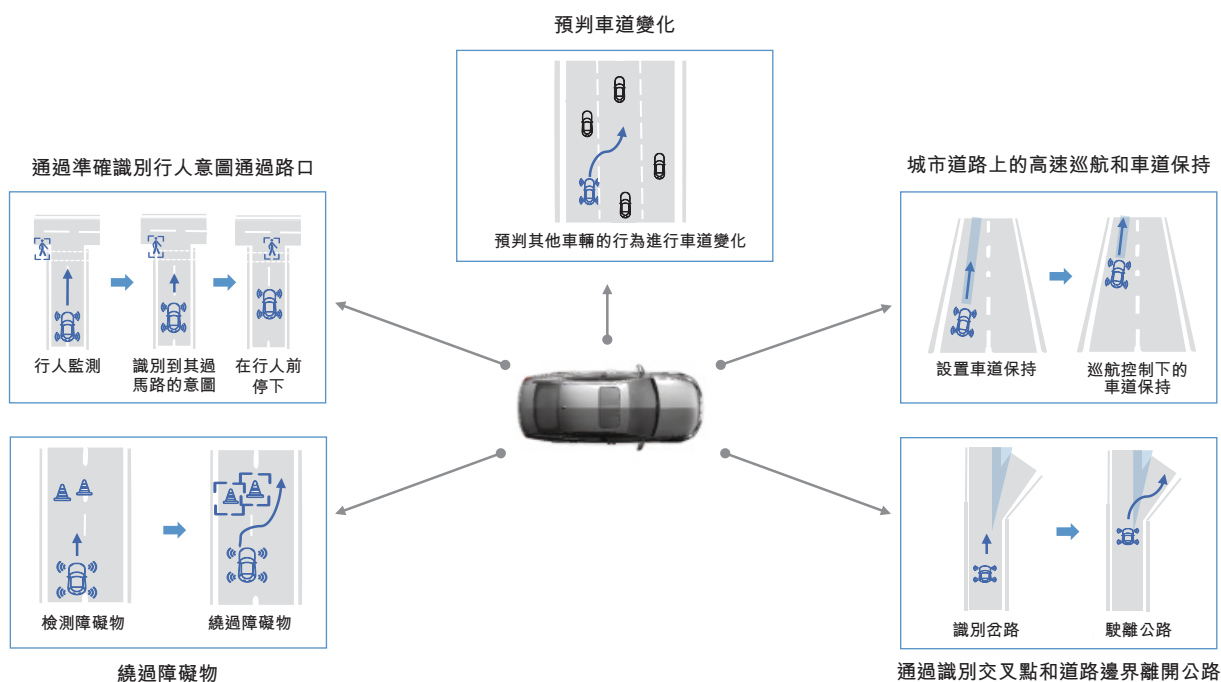 預判車道變化
預判其他車輛的行為進行車道變化
通過準確識別行人意圖通過路口
行人監測
識別到其過
馬路的意圖
在行人前
停下
城市道路上的高速巡航和車道保持
設置車道保持
巡航控制下的
車道保持
檢測障礙物
繞過障礙物
繞過障礙物
識別岔路
駛離公路
通過識別交叉點和道路邊界離開公路